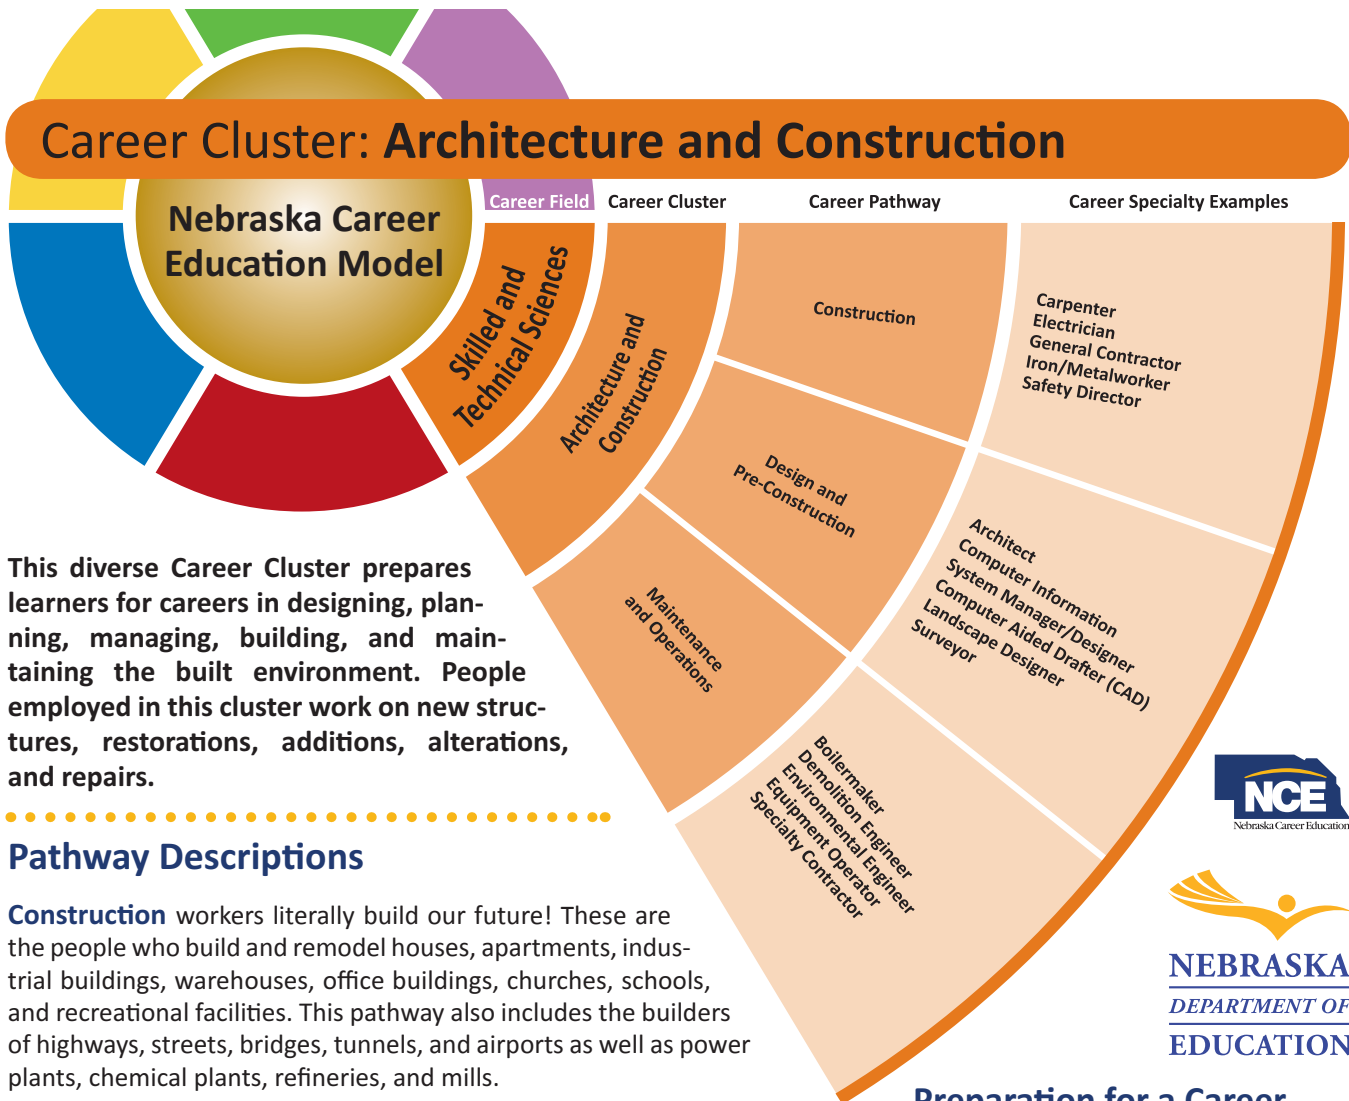 Career Cluster: Architecture and Construction
Nebraska Career
Education Model
Career Field
Career Cluster
Career Pathway
Career Specialty Examples
Skilled and
Technical Sciences
Architecture and
Construction
Construction
Carpenter
Electrician
General Contractor
Iron/Metalworker
Safety Director
Design and
Pre-Construction
Architect
Computer Information
System Manager/Designer
Computer Aided Drafter (CAD)
Landscape Designer
Surveyor
Maintenance
and Operations
Boilermaker
Demolition Engineer
Environmental Engineer
Equipment Operator
Specialty Contractor
This diverse Career Cluster prepares
learners for careers in designing, plan-
ning, managing, building, and main-
taining the built environment. People
employed in this cluster work on new struc-
tures, restorations, additions, alterations,
and repairs.
Pathway Descriptions
Construction workers literally build our future! These are
the people who build and remodel houses, apartments, indus-
trial buildings, warehouses, office buildings, churches, schools,
and recreational facilities. This pathway also includes the builders
of highways, streets, bridges, tunnels, and airports as well as power
plants, chemical plants, refineries, and mills.
NCE
Nebraska Career Education
NEBRASKA
DEPARTMENT OF
EDUCATION
Preparation for a Career